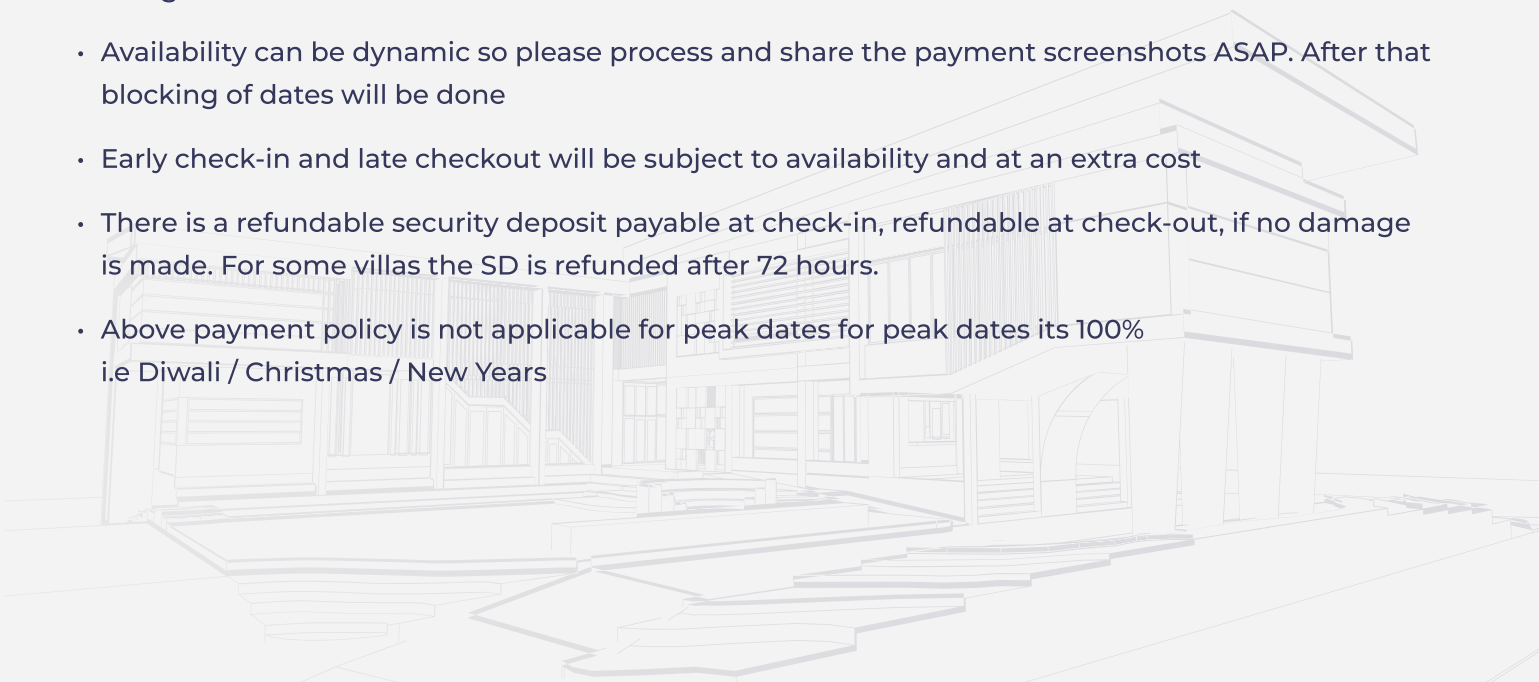 • Availability can be dynamic so please process and share the payment screenshots ASAP. After that
blocking of dates will be done
• Early check-in and late checkout will be subject to availability and at an extra cost
• There is a refundable security deposit payable at check-in, refundable at check-out, if no damage
is made. For some villas the SD is refunded after 72 hours.
• Above payment policy is not applicable for peak dates for peak dates its 100%
i.e Diwali / Christmas / New Years